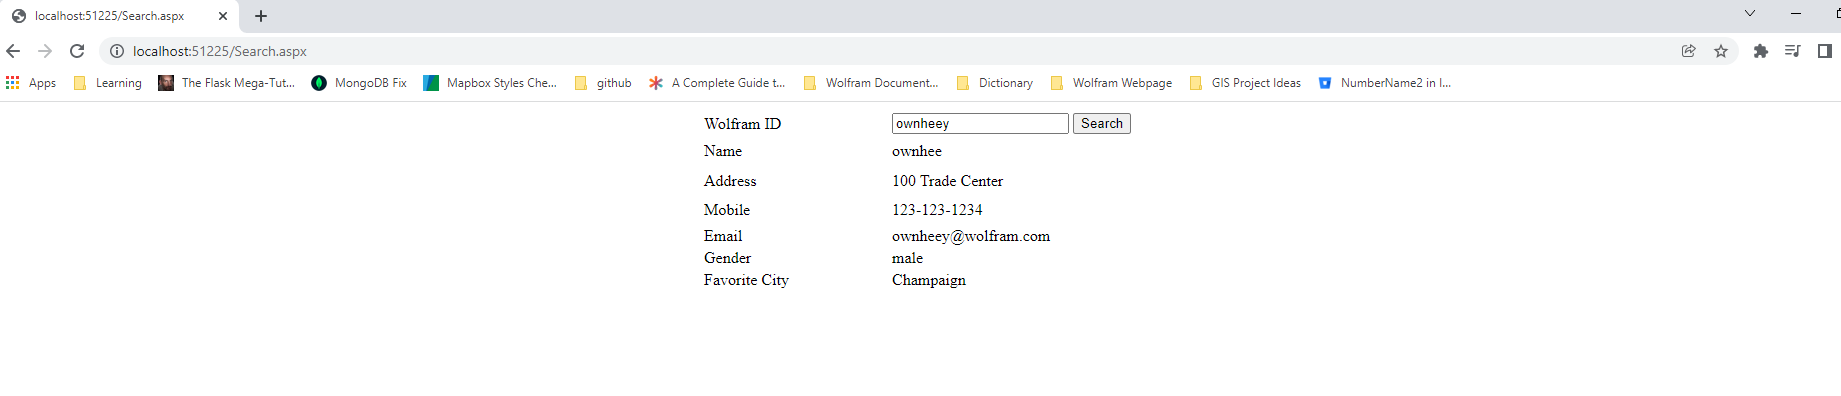 localhost:51225/Search.aspx
localhost:51225/Search.aspx
Apps Learning The Flask Mega-Tut... MongoDB Fix Mapbox Styles Che... github A Complete Guide t... Wolfram Document... Dictionary Wolfram Webpage GIS Project Ideas NumberName2 in I...
Wolfram ID ownheey Search
Name ownhee
Address 100 Trade Center
Mobile 123-123-1234
Email ownheey@wolfram.com
Gender male
Favorite City Champaign